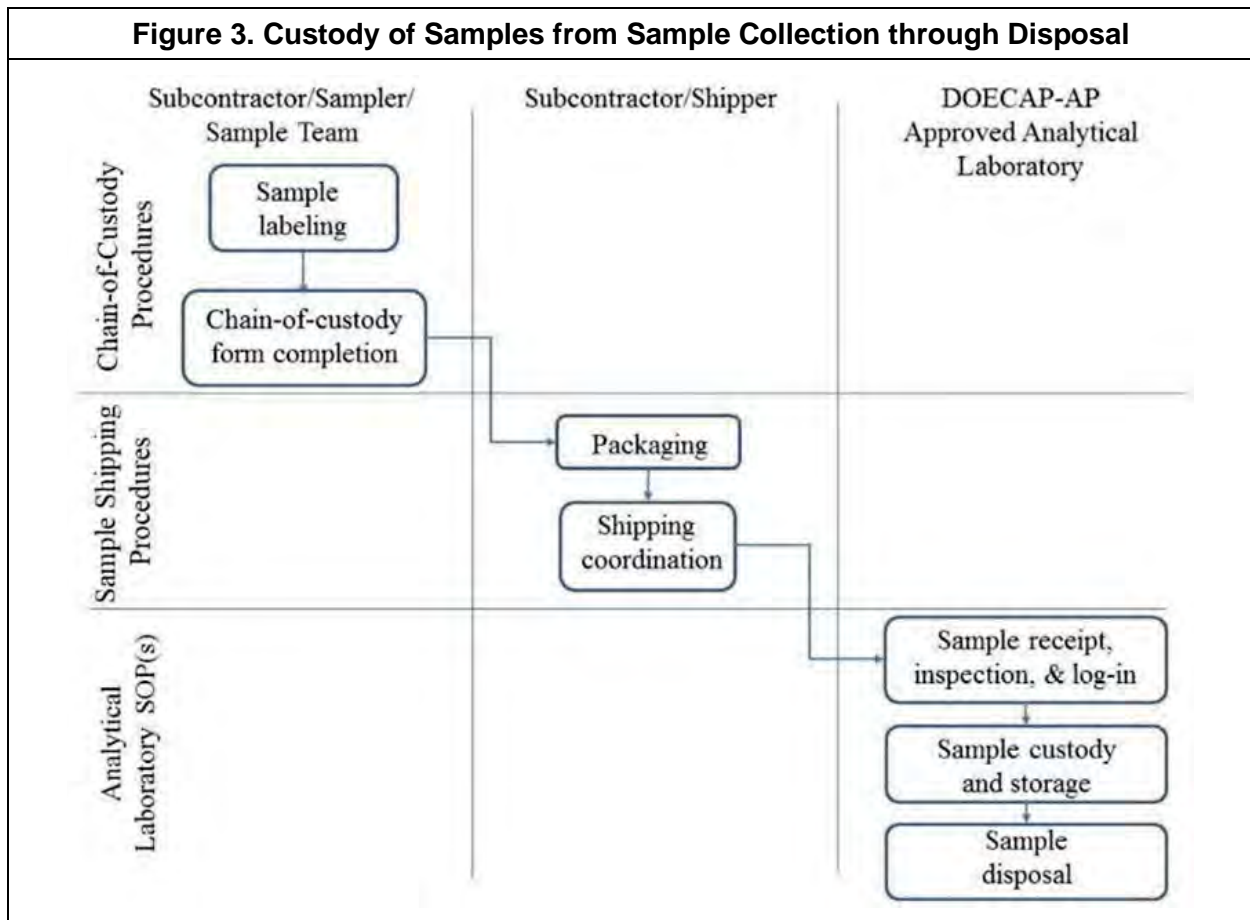 Figure 3. Custody of Samples from Sample Collection through Disposal
Subcontractor/Sampler/
Sample Team
Subcontractor/Shipper
DOECAP-AP
Approved Analytical
Laboratory
Chain-of-Custody
Procedures
Sample
labeling
Chain-of-custody
form completion
Sample Shipping
Procedures
Packaging
Shipping
coordination
Analytical
Laboratory SOP(s)
Sample receipt,
inspection, & log-in
Sample custody
and storage
Sample
disposal